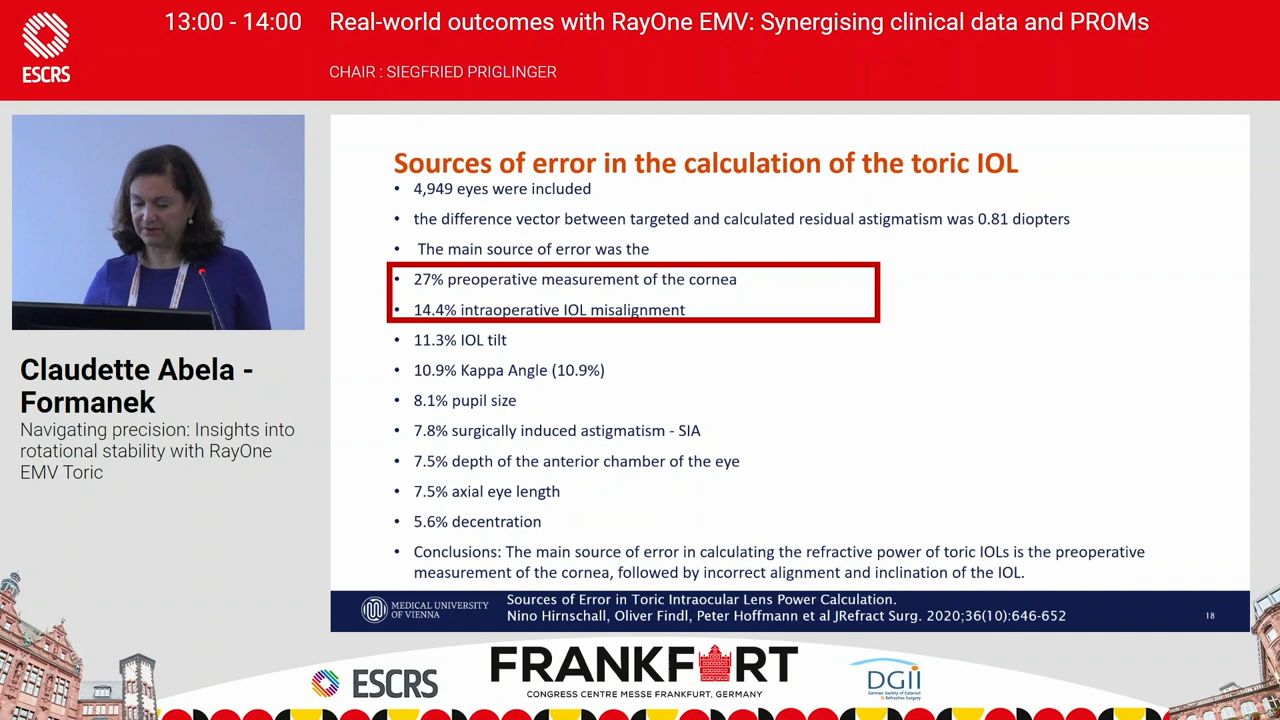 13:00 - 14:00 Real-world outcomes with RayOne EMV: Synergising clinical data and PROMs
ESCRS
CHAIR : SIEGFRIED PRIGLINGER
Sources of error in the calculation of the toric IOL
• 4,949 eyes were included
• the difference vector between targeted and calculated residual astigmatism was 0.81 diopters
• The main source of error was the
• 27% preoperative measurement of the cornea
• 14.4% intraoperative IOL misalignment
• 11.3% IOL tilt
• 10.9% Kappa Angle (10.9%)
• 8.1% pupil size
• 7.8% surgically induced astigmatism - SIA
• 7.5% depth of the anterior chamber of the eye
• 7.5% axial eye length
• 5.6% decentration
• Conclusions: The main source of error in calculating the refractive power of toric IOLs is the preoperative
measurement of the cornea, followed by incorrect alignment and inclination of the IOL.
MEDICAL UNIVERSITY
OF VIENNA
Sources of Error in Toric Intraocular Lens Power Calculation.
Nino Hirnschall, Oliver Findl, Peter Hoffmann et al JRefract Surg. 2020;36(10):646-652
18
Claudette Abela -
Formanek
Navigating precision: Insights into
rotational stability with RayOne
EMV Toric
ESCRS
FRANKFURT
CONGRESS CENTRE MESSE FRANKFURT, GERMANY
DGII
German Society of Cataract
& Refractive Surgery